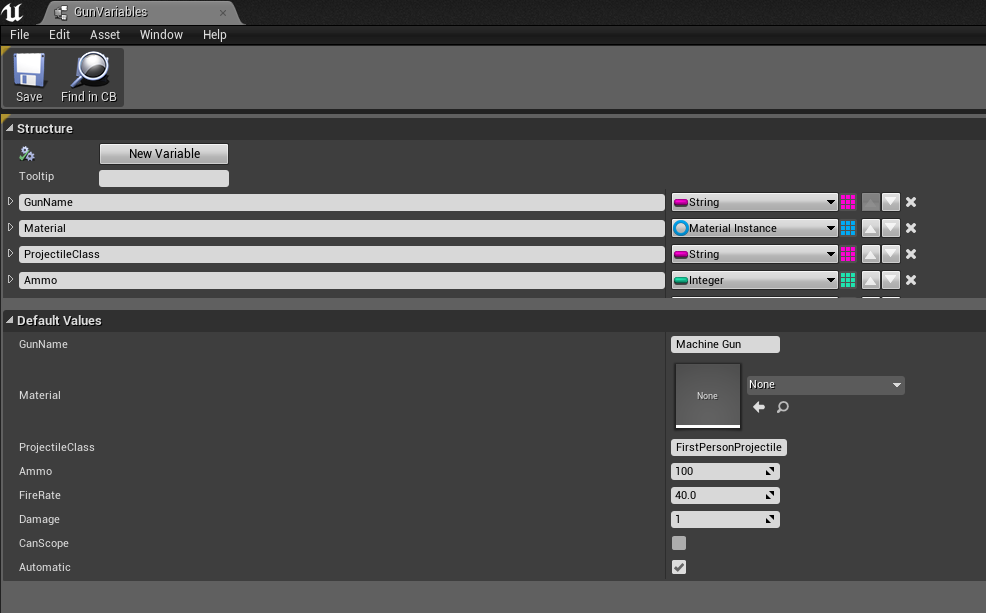 GunVariables
File Edit Asset Window Help
Save Find in CB
Structure
New Variable
Tooltip
GunName String
Material Material Instance
ProjectileClass String
Ammo Integer
Default Values
GunName Machine Gun
Material None None
ProjectileClass FirstPersonProjectile
Ammo 100
FireRate 40.0
Damage 1
CanScope
Automatic